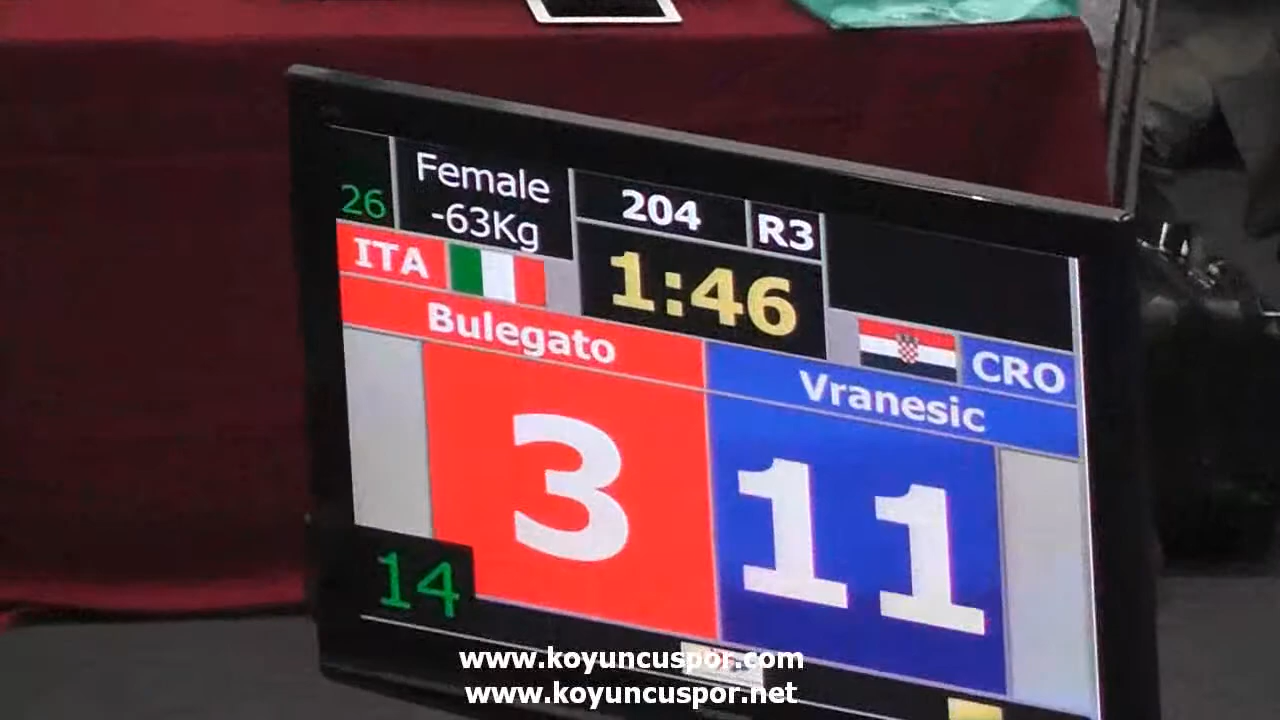 26
Female
-63Kg
204
R3
ITA
1:46
CRO
Bulegato
Vranesic
3
11
14
www.koyuncuspor.com
www.koyuncuspor.net